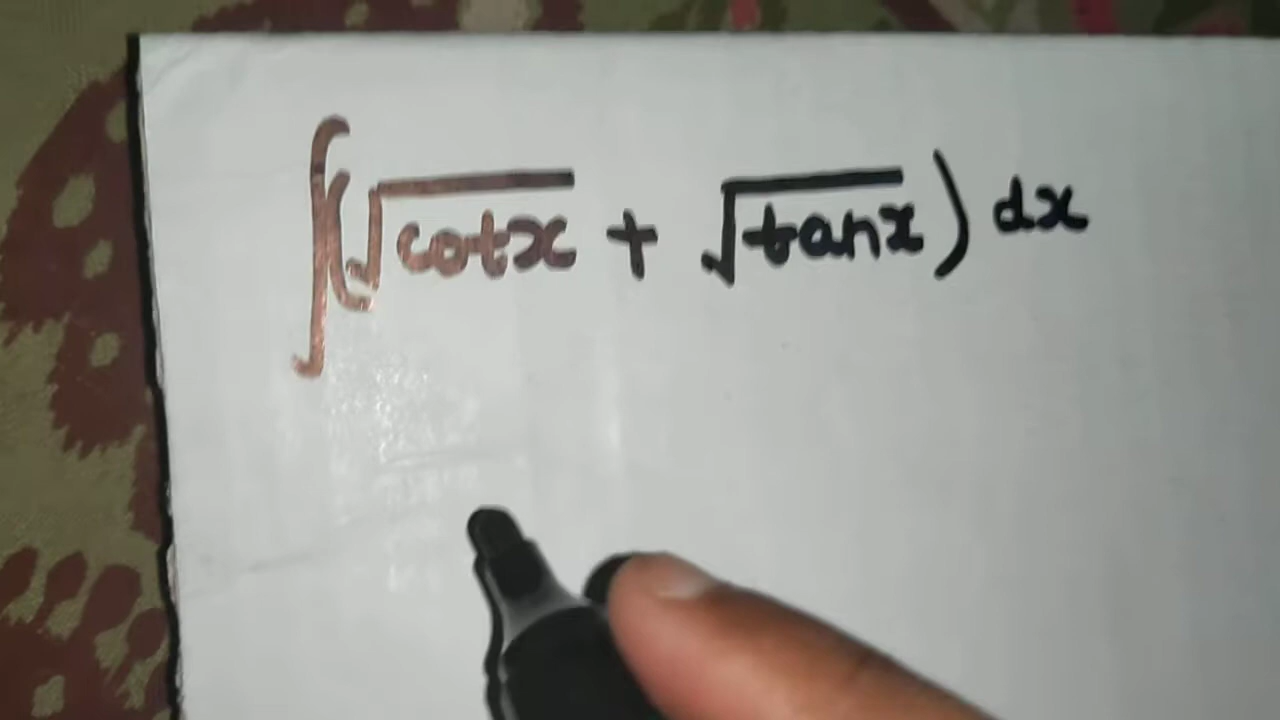 ∫(√cotx + √tanx) dx